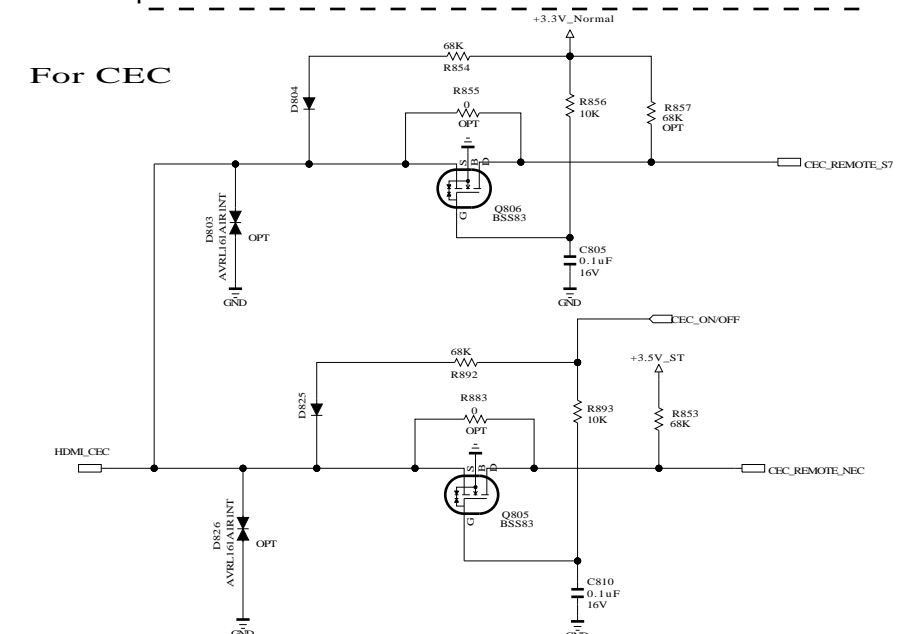 +3.3V_Normal
For CEC
68K
R854
D804
R855
0
OPT
R856
10K
R857
68K
OPT
S
B
D
CEC_REMOTE_S7
G
Q806
BSS83
D803
AVRL161A1R1NT
OPT
C805
0.1uF
16V
GND
GND
CEC_ON/OFF
68K
R892
+3.5V_ST
D825
R883
0
OPT
R893
10K
R853
68K
HDMI_CEC
S
B
D
CEC_REMOTE_NEC
G
Q805
BSS83
D826
AVRL161A1R1NT
OPT
C810
0.1uF
16V
GND
GND